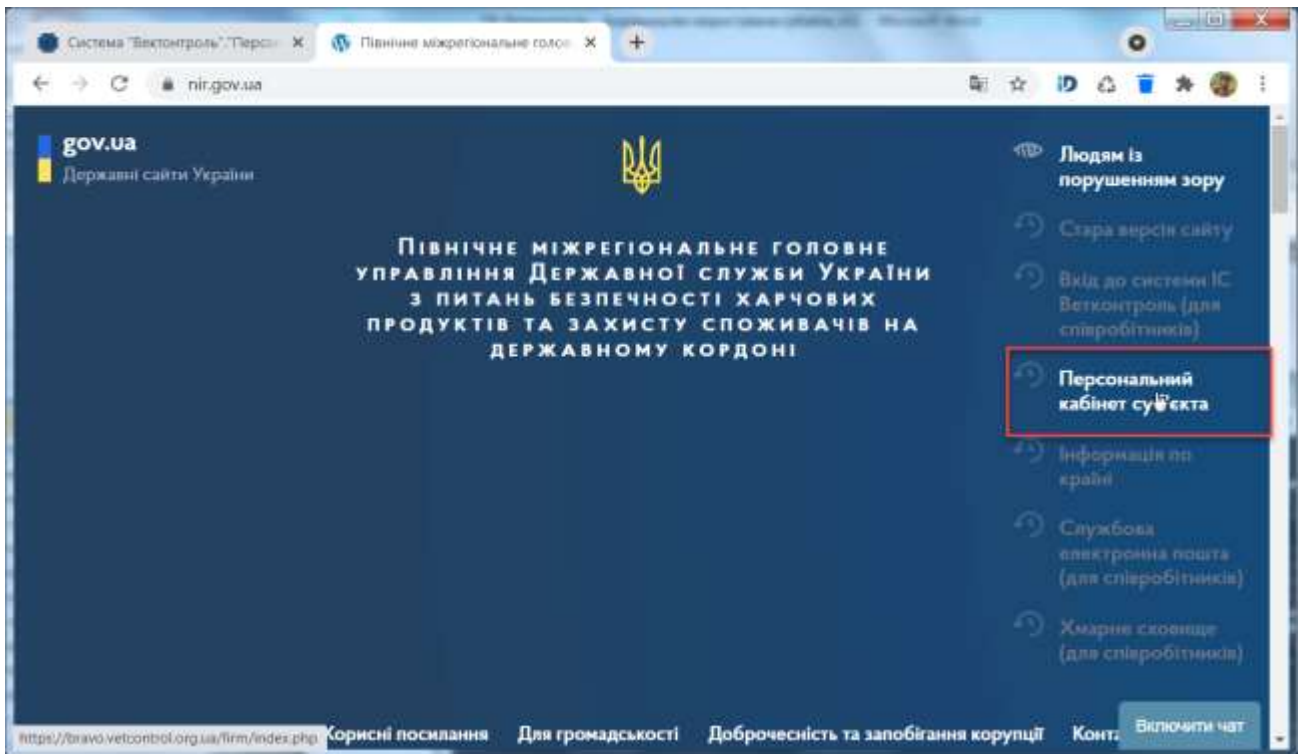 Система "Вектонтроль"."Персо
Північне міжрегіональне голов
nir.gov.ua
gov.ua
Державні сайти України
Людям із
порушенням зору
Стара версія сайту
Вхід до системи ІС
Ветконтроль (для
співробітників)
Північне міжрегіональне головне
управління Державної служби України
з питань безпечності харчових
продуктів та захисту споживачів на
державному кордоні
Персональний
кабінет суб'єкта
Інформація по
країні
Службова
електронна пошта
(для співробітників)
Хмарне сховище
(для співробітників)
https://bravo.vetcontrol.org.ua/firm/index.php
Корисні посилання
Для громадськості
Доброчесність та запобігання корупції
Конта
Включити чат